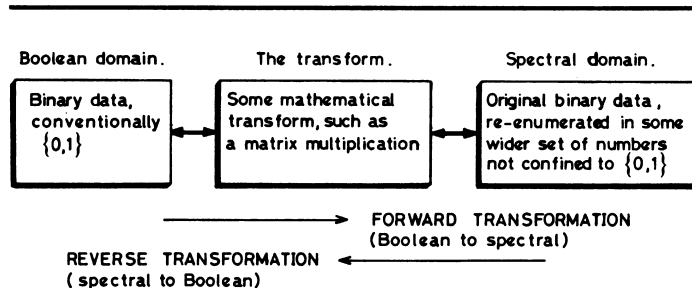 Boolean domain.
The transform.
Spectral domain.
Binary data,
conventionally
{0,1}
Some mathematical
transform, such as
a matrix multiplication
Original binary data,
re-enumerated in some
wider set of numbers
not confined to {0,1}
FORWARD TRANSFORMATION
(Boolean to spectral)
REVERSE TRANSFORMATION
(spectral to Boolean)